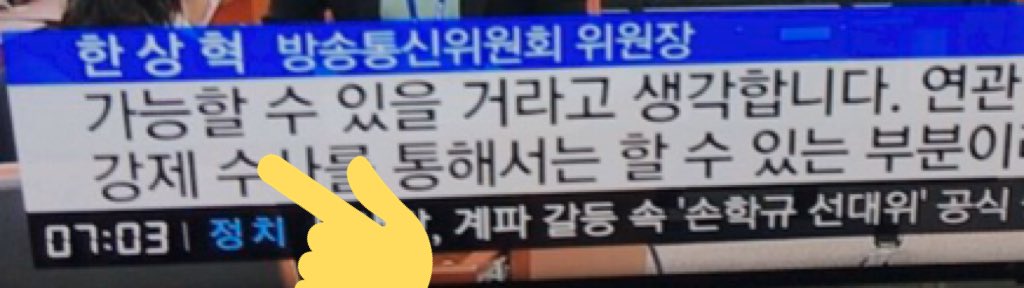 한상혁 방송통신위원회 위원장
가능할 수 있을 거라고 생각합니다. 연관
강제 수사를 통해서는 할 수 있는 부분이
07:03 | 정치 계파 갈등 속 '손학규 선대위' 공식